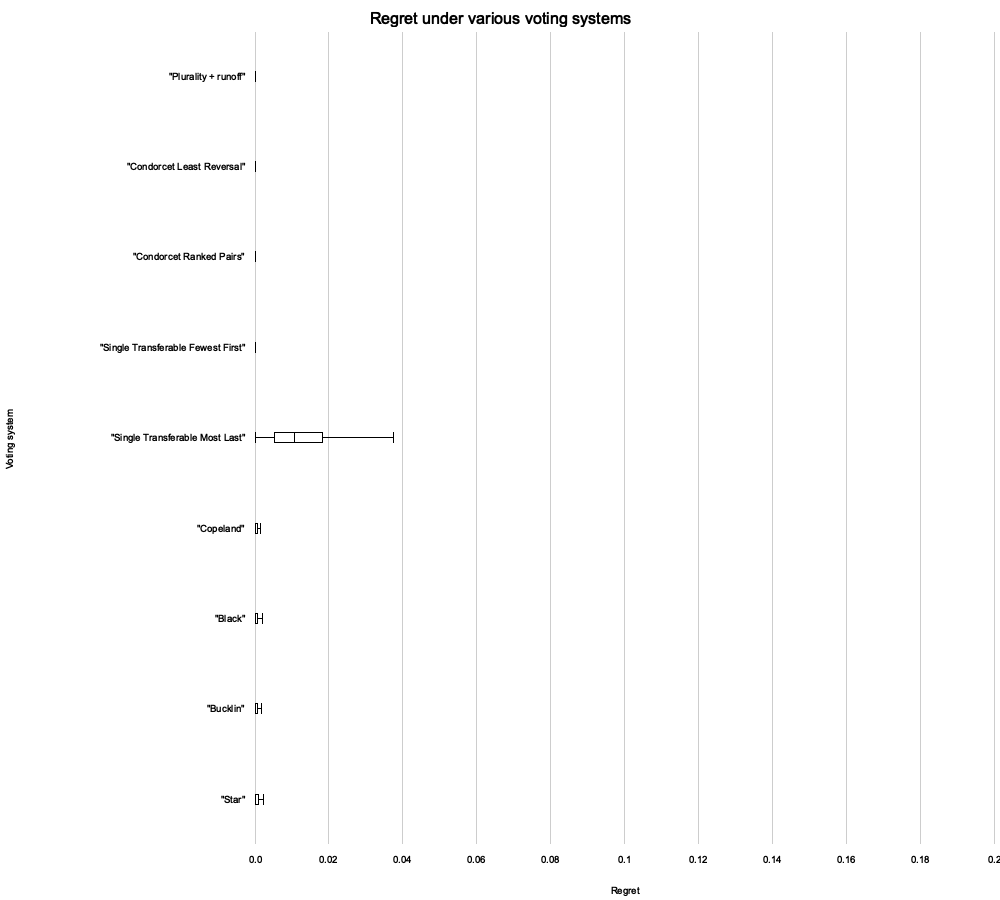 Regret under various voting systems
"Plurality + runoff"
"Condorcet Least Reversal"
"Condorcet Ranked Pairs"
"Single Transferable Fewest First"
"Single Transferable Most Last"
"Copeland"
"Black"
"Bucklin"
"Star"
Voting system
0.0 0.02 0.04 0.06 0.08 0.1 0.12 0.14 0.16 0.18 0.2
Regret